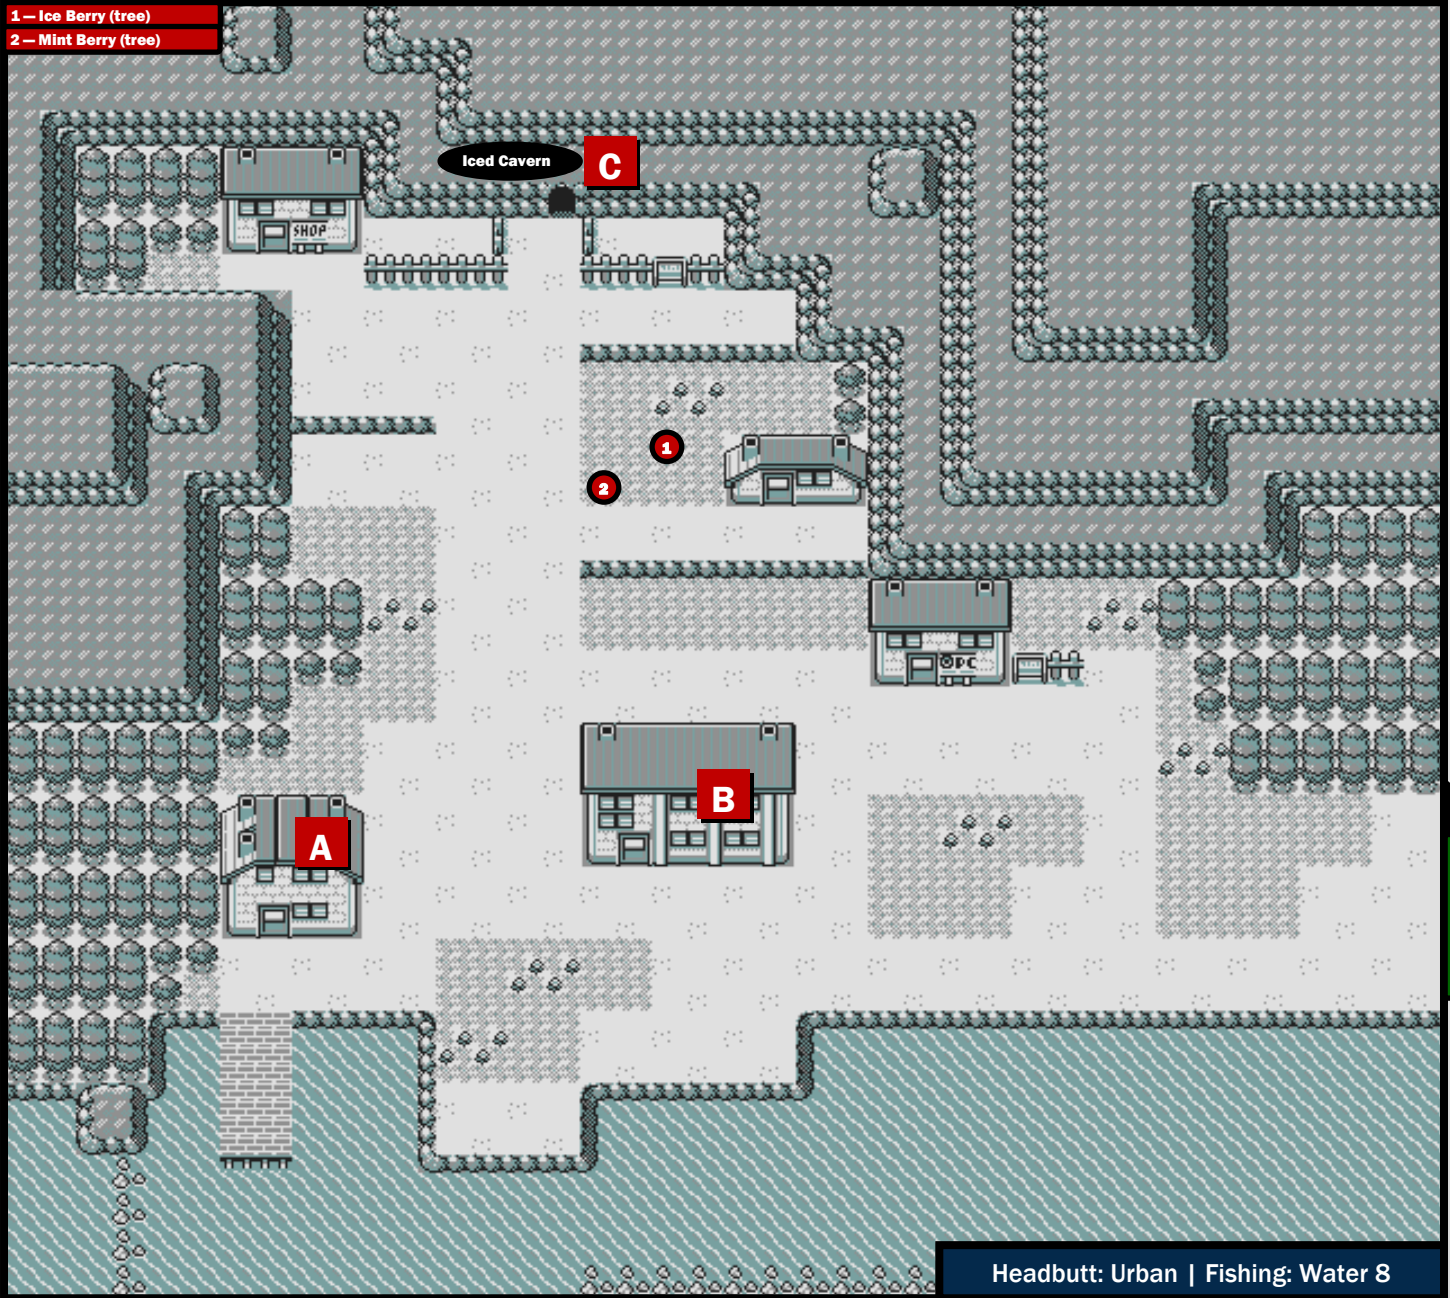 1 — Ice Berry (tree)
2 — Mint Berry (tree)
Iced Cavern
C
SHOP
1
2
PC
B
A
Headbutt: Urban | Fishing: Water 8